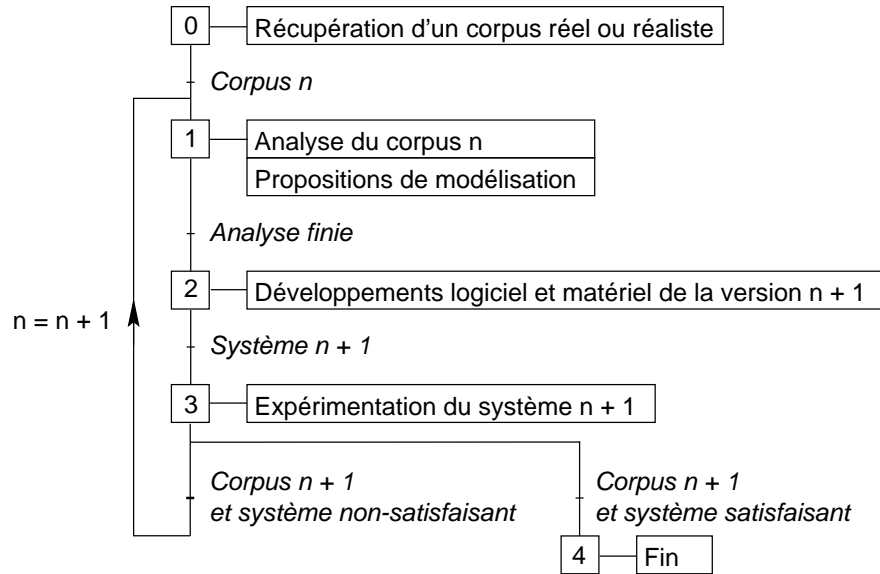 0 Récupération d'un corpus réel ou réaliste
Corpus n
1 Analyse du corpus n
Propositions de modélisation
Analyse finie
2 Développements logiciel et matériel de la version n + 1
n = n + 1
Système n + 1
3 Expérimentation du système n + 1
Corpus n + 1
et système non-satisfaisant
Corpus n + 1
et système satisfaisant
4 Fin